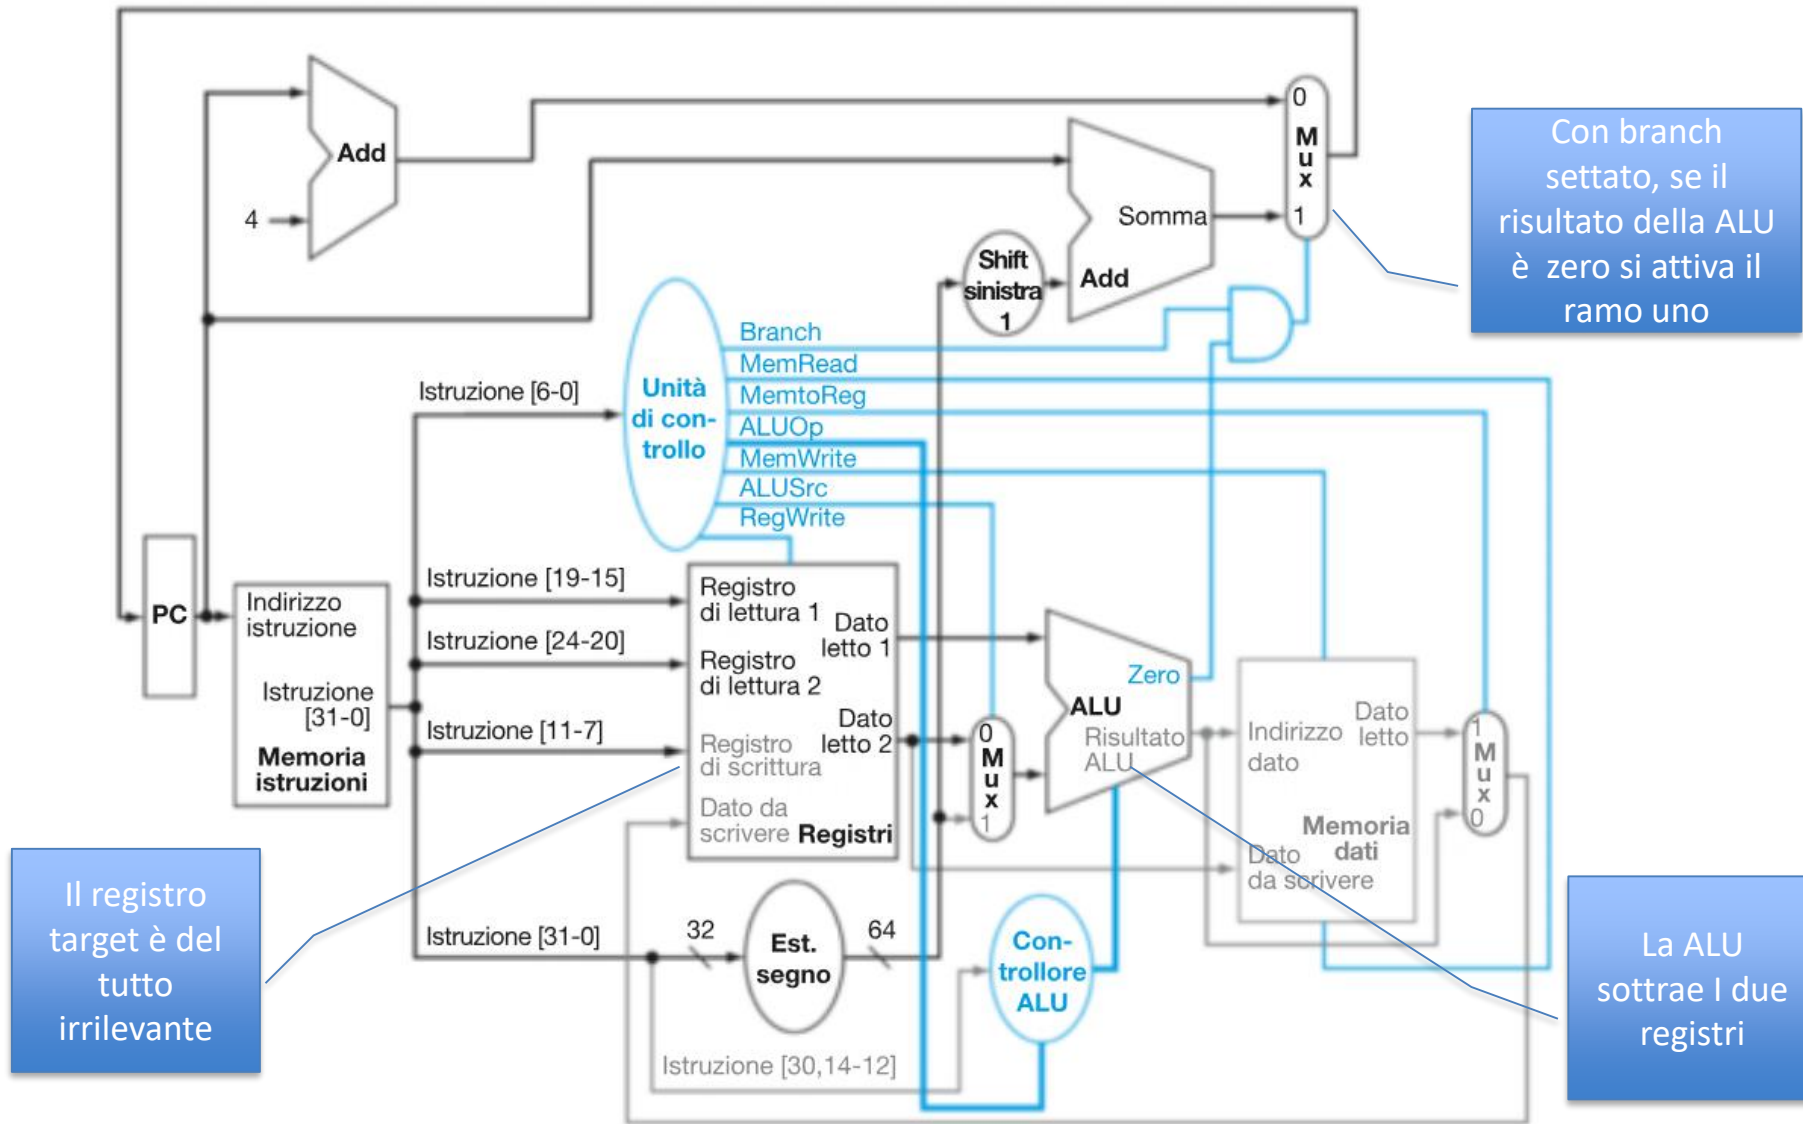 Add
4
0
M
u
x
1
Con branch
settato, se il
risultato della ALU
è zero si attiva il
ramo uno
Somma
Add
Shift
sinistra
1
Branch
MemRead
MemtoReg
ALUOp
MemWrite
ALUSrc
RegWrite
Unità
di con-
trollo
Istruzione [6-0]
PC
Indirizzo
istruzione
Istruzione
[31-0]
Memoria
istruzioni
Istruzione [19-15]
Istruzione [24-20]
Istruzione [11-7]
Istruzione [31-0]
Registro
di lettura 1
Registro
di lettura 2
Registro
di scrittura
Dato da
scrivere
Registri
Dato
letto 1
Dato
letto 2
0
M
u
x
1
Zero
ALU
Risultato
ALU
Indirizzo
dato
Dato
letto
Memoria
dati
Dato
da scrivere
1
M
u
x
0
Il registro
target è del
tutto
irrilevante
32
Est.
segno
64
Con-
trollore
ALU
Istruzione [30,14-12]
La ALU
sottrae I due
registri